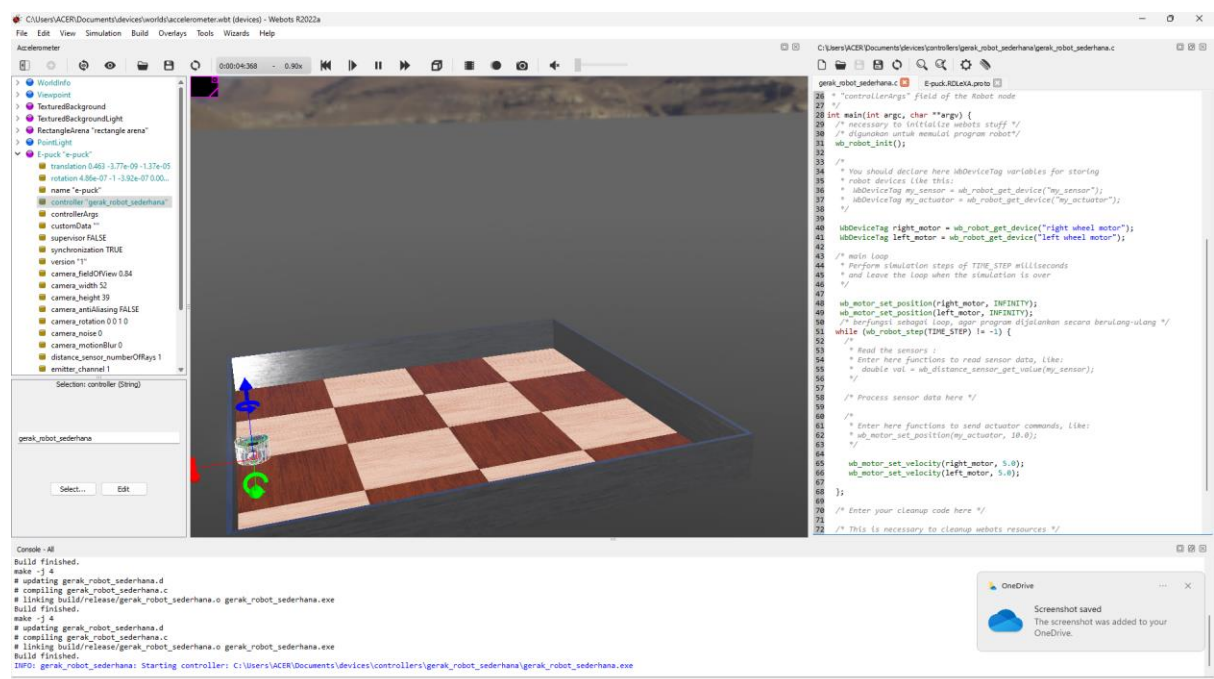 C:\Users\ACER\Documents\devices\worlds\accelerometer.wbt (devices) - Webots R2022a
File Edit View Simulation Build Overlays Tools Wizards Help
Accelerometer
0:00:04:368 - 0.90x
WorldInfo
Viewpoint
TexturedBackground
TexturedBackgroundLight
RectangleArena "rectangle arena"
PointLight
E-puck "e-puck"
translation 0.463 -3.77e-09 -1.37e-05
rotation 4.86e-07 -1 -3.92e-07 0.00...
name "e-puck"
controller "gerak_robot_sederhana"
controllerArgs
customData ""
supervisor FALSE
synchronization TRUE
version "1"
camera_fieldOfView 0.84
camera_width 52
camera_height 39
camera_antiAliasing FALSE
camera_rotation 0 0 1 0
camera_noise 0
camera_motionBlur 0
distance_sensor_numberOfRays 1
emitter_channel 1
Selection: controller (String)
gerak_robot_sederhana
Select... Edit
C:\Users\ACER\Documents\devices\controllers\gerak_robot_sederhana\gerak_robot_sederhana.c
gerak_robot_sederhana.c E-puck.RDLeXA.proto
26 * "controllerArgs" field of the Robot node
27 */
28 int main(int argc, char **argv) {
29 /* necessary to initialize webots stuff */
30 /* digunakan untuk memulai program robot*/
31 wb_robot_init();
32
33 /*
34 * You should declare here WbDeviceTag variables for storing
35 * robot devices like this:
36 * WbDeviceTag my_sensor = wb_robot_get_device("my_sensor");
37 * WbDeviceTag my_actuator = wb_robot_get_device("my_actuator");
38 */
39
40 WbDeviceTag right_motor = wb_robot_get_device("right wheel motor");
41 WbDeviceTag left_motor = wb_robot_get_device("left wheel motor");
42
43 /* main loop
44 * Perform simulation steps of TIME_STEP milliseconds
45 * and leave the loop when the simulation is over
46 */
47
48 wb_motor_set_position(right_motor, INFINITY);
49 wb_motor_set_position(left_motor, INFINITY);
50 /* berfungsi sebagai loop, agar program dijalankan secara berulang-ulang */
51 while (wb_robot_step(TIME_STEP) != -1) {
52 /*
53 * Read the sensors :
54 * Enter here functions to read sensor data, like:
55 * double val = wb_distance_sensor_get_value(my_sensor);
56 */
57
58 /* Process sensor data here */
59
60 /*
61 * Enter here functions to send actuator commands, like:
62 * wb_motor_set_position(my_actuator, 10.0);
63 */
64
65 wb_motor_set_velocity(right_motor, 5.0);
66 wb_motor_set_velocity(left_motor, 5.0);
67
68 };
69
70 /* Enter your cleanup code here */
71
72 /* This is necessary to cleanup webots resources */
Console - All
Build finished.
make -j 4
# updating gerak_robot_sederhana.d
# compiling gerak_robot_sederhana.c
# linking build/release/gerak_robot_sederhana.o gerak_robot_sederhana.exe
Build finished.
make -j 4
# updating gerak_robot_sederhana.d
# compiling gerak_robot_sederhana.c
# linking build/release/gerak_robot_sederhana.o gerak_robot_sederhana.exe
Build finished.
INFO: gerak_robot_sederhana: Starting controller: C:\Users\ACER\Documents\devices\controllers\gerak_robot_sederhana\gerak_robot_sederhana.exe
OneDrive
Screenshot saved
The screenshot was added to your
OneDrive.